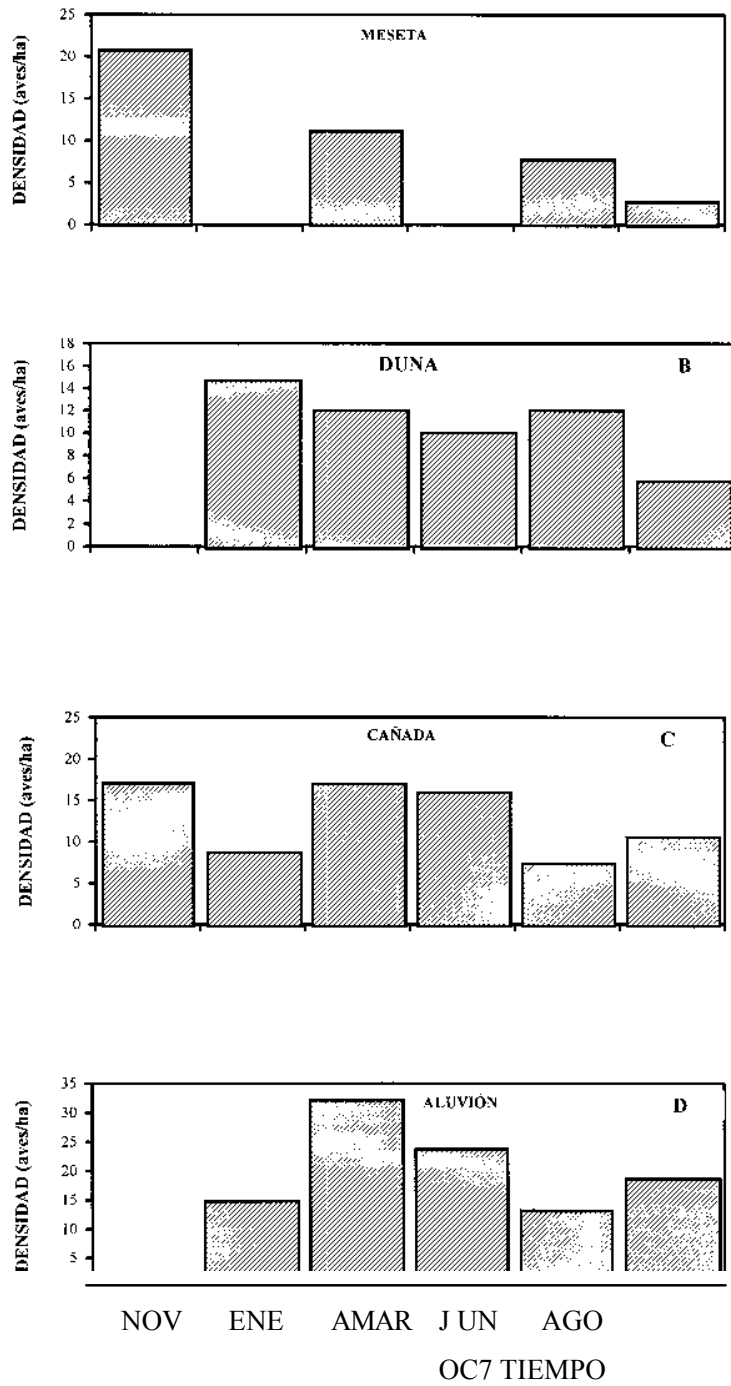 MESETA
DENSIDAD (aves/ha)
25
20
15
10
5
0
DUNA
B
DENSIDAD (aves/ha)
18
16
14
12
10
8
6
4
2
0
CAÑADA
C
DENSIDAD (aves/ha)
25
20
15
10
5
0
ALUVIÓN
D
DENSIDAD (aves/ha)
35
30
25
20
15
10
5
NOV ENE AMAR J UN AGO
OC7 TIEMPO